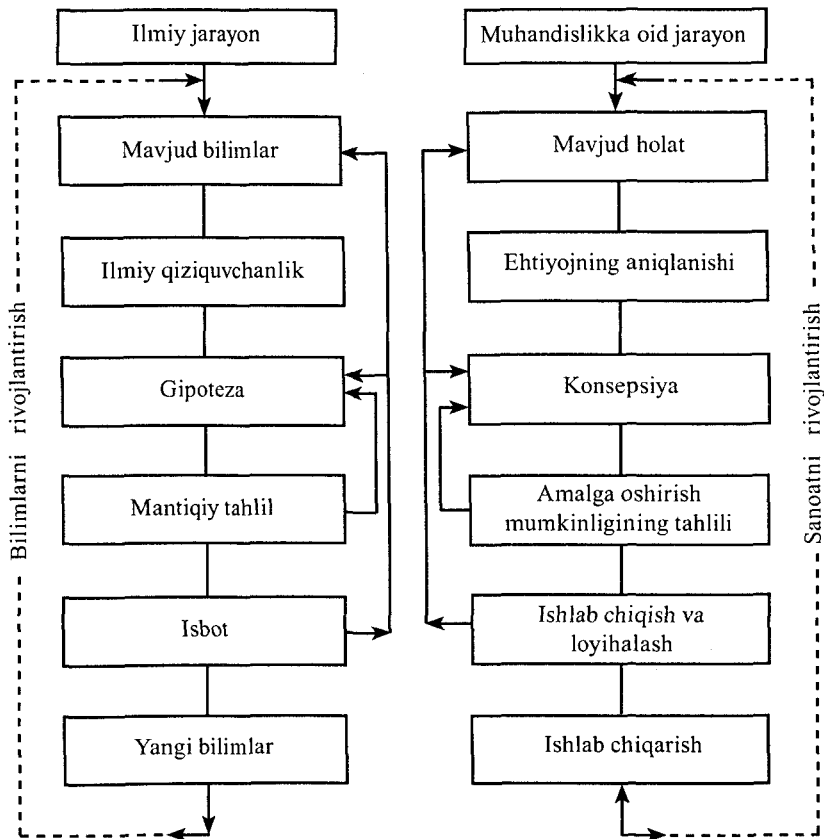 Ilmiy jarayon
Mavjud bilimlar
Ilmiy qiziquvchanlik
Gipoteza
Mantiqiy tahlil
Isbot
Yangi bilimlar
Bilimlarni rivojlantirish
Muhandislikka oid jarayon
Mavjud holat
Ehtiyojning aniqlanishi
Konsepsiya
Amalga oshirish
mumkinligining tahlili
Ishlab chiqish va
loyihalash
Ishlab chiqarish
Sanoatni rivojlantirish